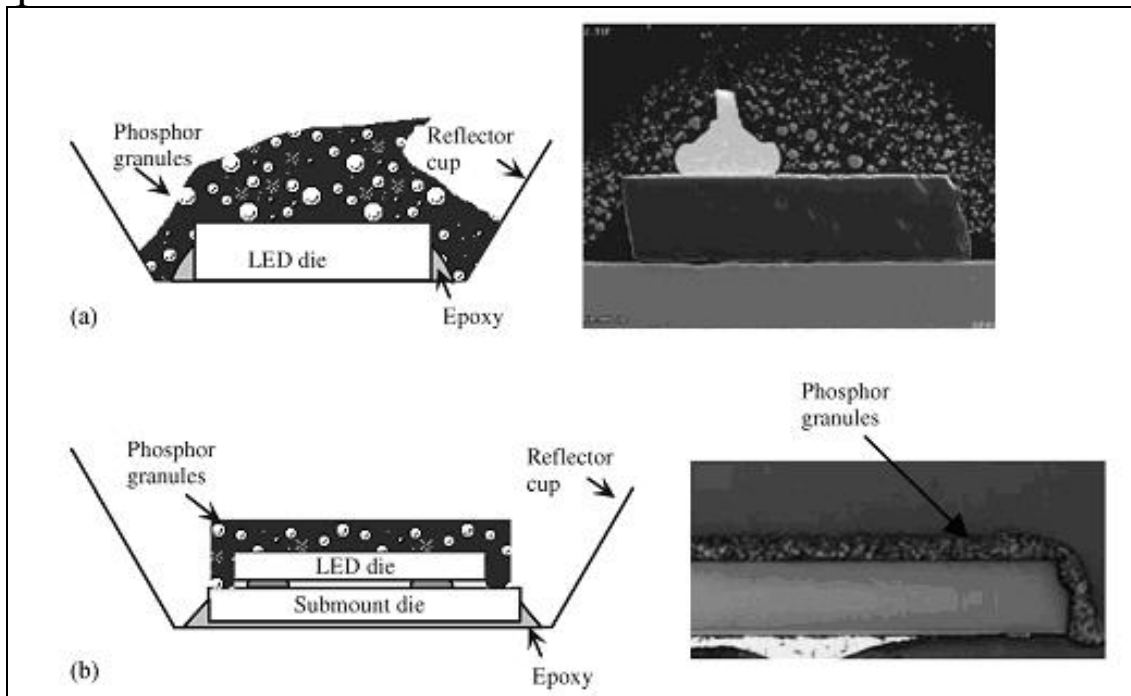 Phosphor
granules
Reflector
cup
LED die
Epoxy
(a)
Phosphor
granules
Phosphor
granules
Reflector
cup
LED die
Submount die
Epoxy
(b)